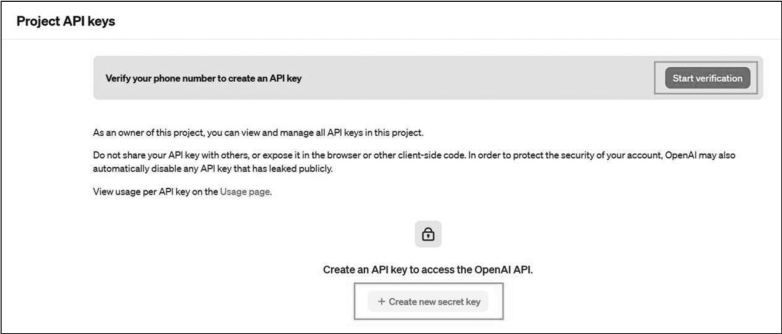 Project API keys
Verify your phone number to create an API key
Start verification
As an owner of this project, you can view and manage all API keys in this project.
Do not share your API key with others, or expose it in the browser or other client-side code. In order to protect the security of your account, OpenAI may also
automatically disable any API key that has leaked publicly.
View usage per API key on the Usage page.
Create an API key to access the OpenAI API.
+ Create new secret key